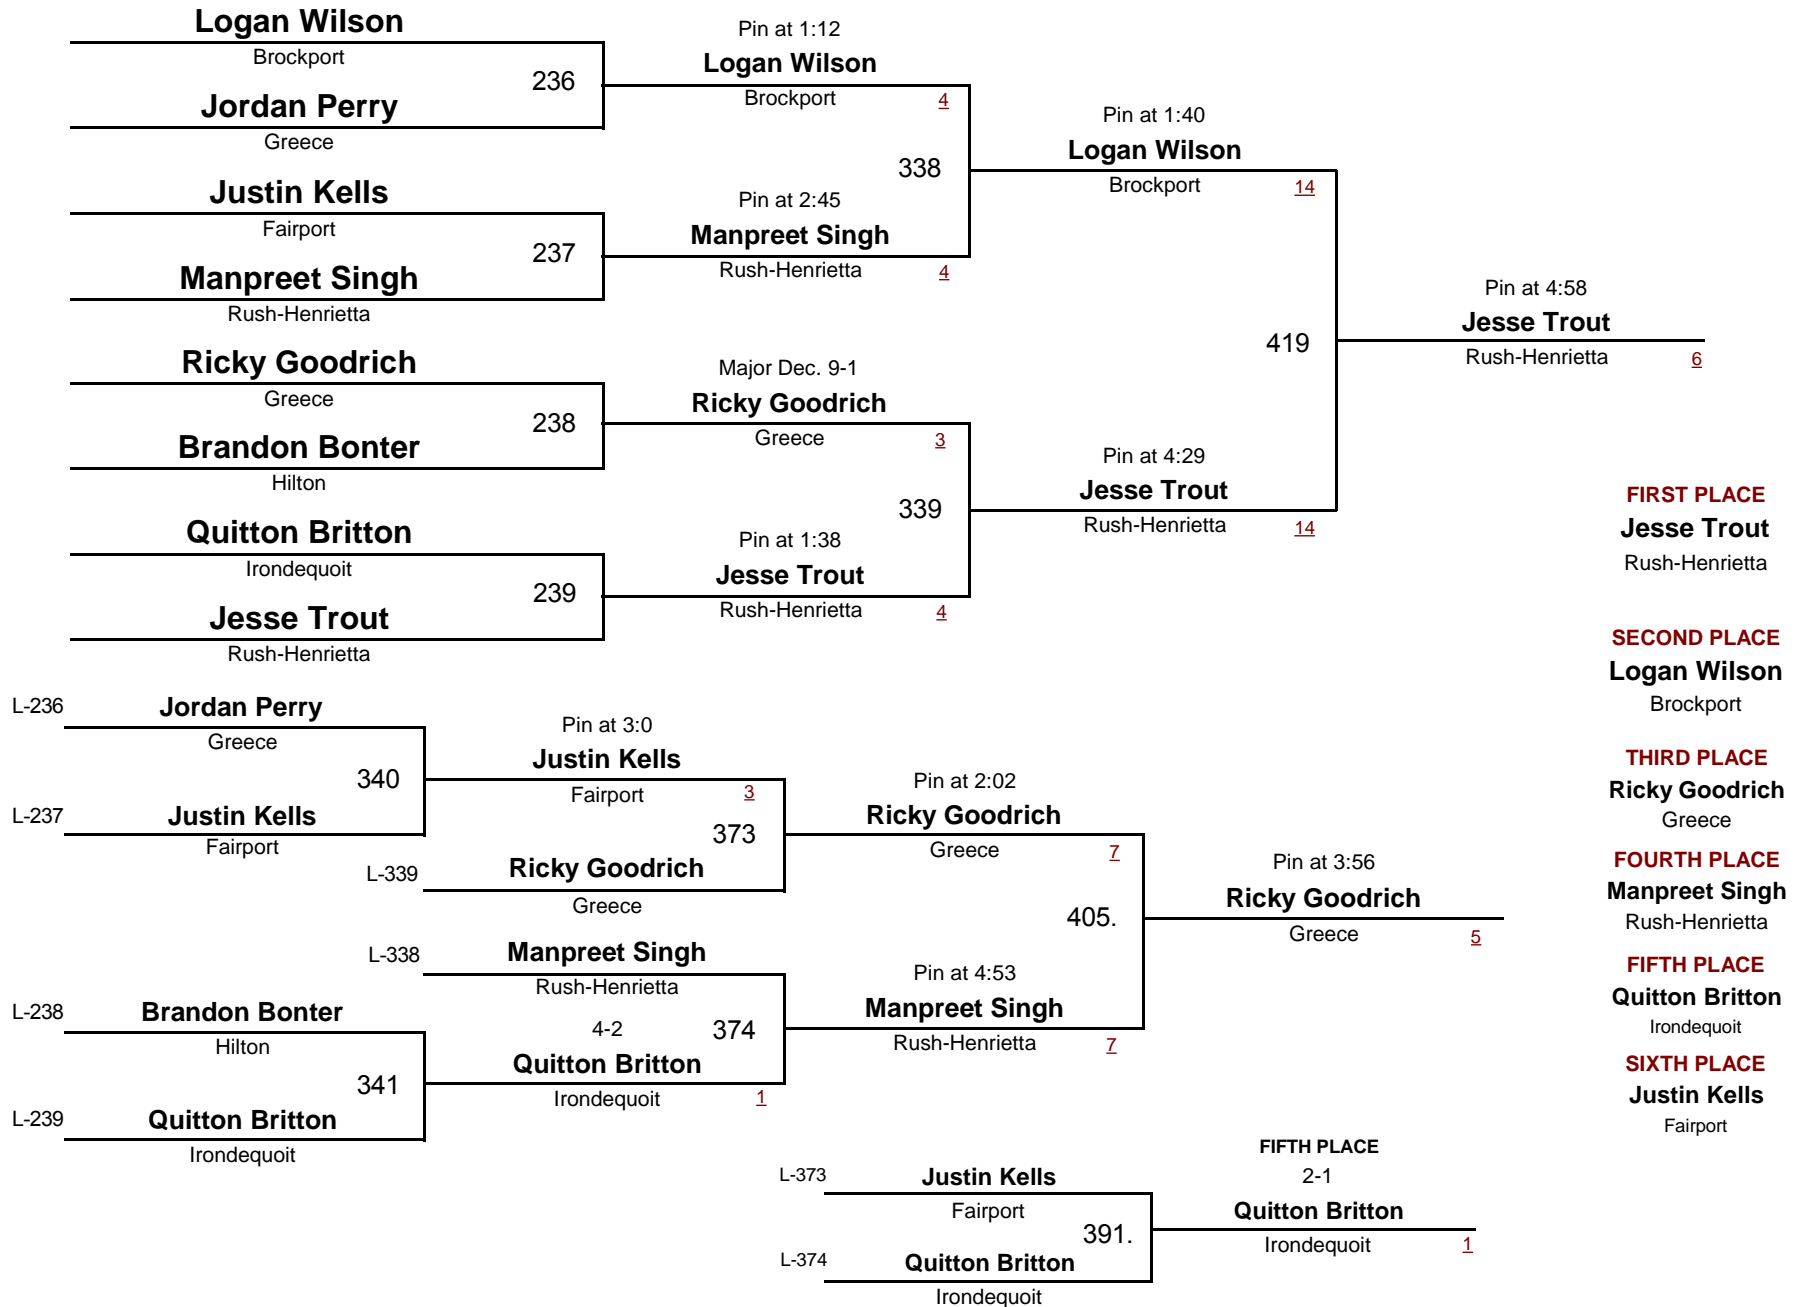 Logan Wilson
Brockport
236
Jordan Perry
Greece
Justin Kells
Fairport
237
Manpreet Singh
Rush-Henrietta
Ricky Goodrich
Greece
238
Brandon Bonter
Hilton
Quitton Britton
Irondequoit
239
Jesse Trout
Rush-Henrietta
Pin at 1:12
Logan Wilson
Brockport 4
338
Pin at 2:45
Manpreet Singh
Rush-Henrietta 4
Major Dec. 9-1
Ricky Goodrich
Greece 3
339
Pin at 1:38
Jesse Trout
Rush-Henrietta 4
Pin at 1:40
Logan Wilson
Brockport 14
419
Pin at 4:29
Jesse Trout
Rush-Henrietta 14
Pin at 4:58
Jesse Trout
Rush-Henrietta 6
L-236 Jordan Perry
Greece
340
L-237 Justin Kells
Fairport
Pin at 3:0
Justin Kells
Fairport 3
373
L-339 Ricky Goodrich
Greece
L-338 Manpreet Singh
Rush-Henrietta
L-238 Brandon Bonter
Hilton
341
L-239 Quitton Britton
Irondequoit
4-2 374
Quitton Britton
Irondequoit 1
Pin at 2:02
Ricky Goodrich
Greece 7
405.
Pin at 4:53
Manpreet Singh
Rush-Henrietta 7
Pin at 3:56
Ricky Goodrich
Greece 5
L-373 Justin Kells
Fairport
391.
L-374 Quitton Britton
Irondequoit
FIFTH PLACE
2-1
Quitton Britton
Irondequoit 1
FIRST PLACE
Jesse Trout
Rush-Henrietta
SECOND PLACE
Logan Wilson
Brockport
THIRD PLACE
Ricky Goodrich
Greece
FOURTH PLACE
Manpreet Singh
Rush-Henrietta
FIFTH PLACE
Quitton Britton
Irondequoit
SIXTH PLACE
Justin Kells
Fairport